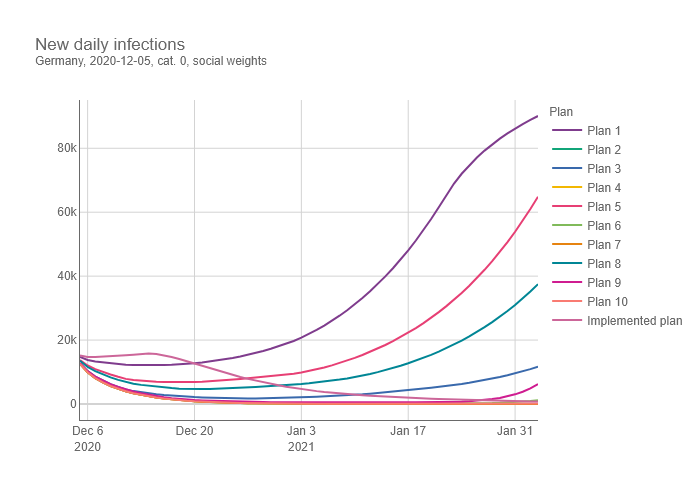 New daily infections
Germany, 2020-12-05, cat. 0, social weights
Plan
Plan 1
Plan 2
Plan 3
Plan 4
Plan 5
Plan 6
Plan 7
Plan 8
Plan 9
Plan 10
Implemented plan
80k
60k
40k
20k
0
Dec 6 Dec 20 Jan 3 Jan 17 Jan 31
2020 2021